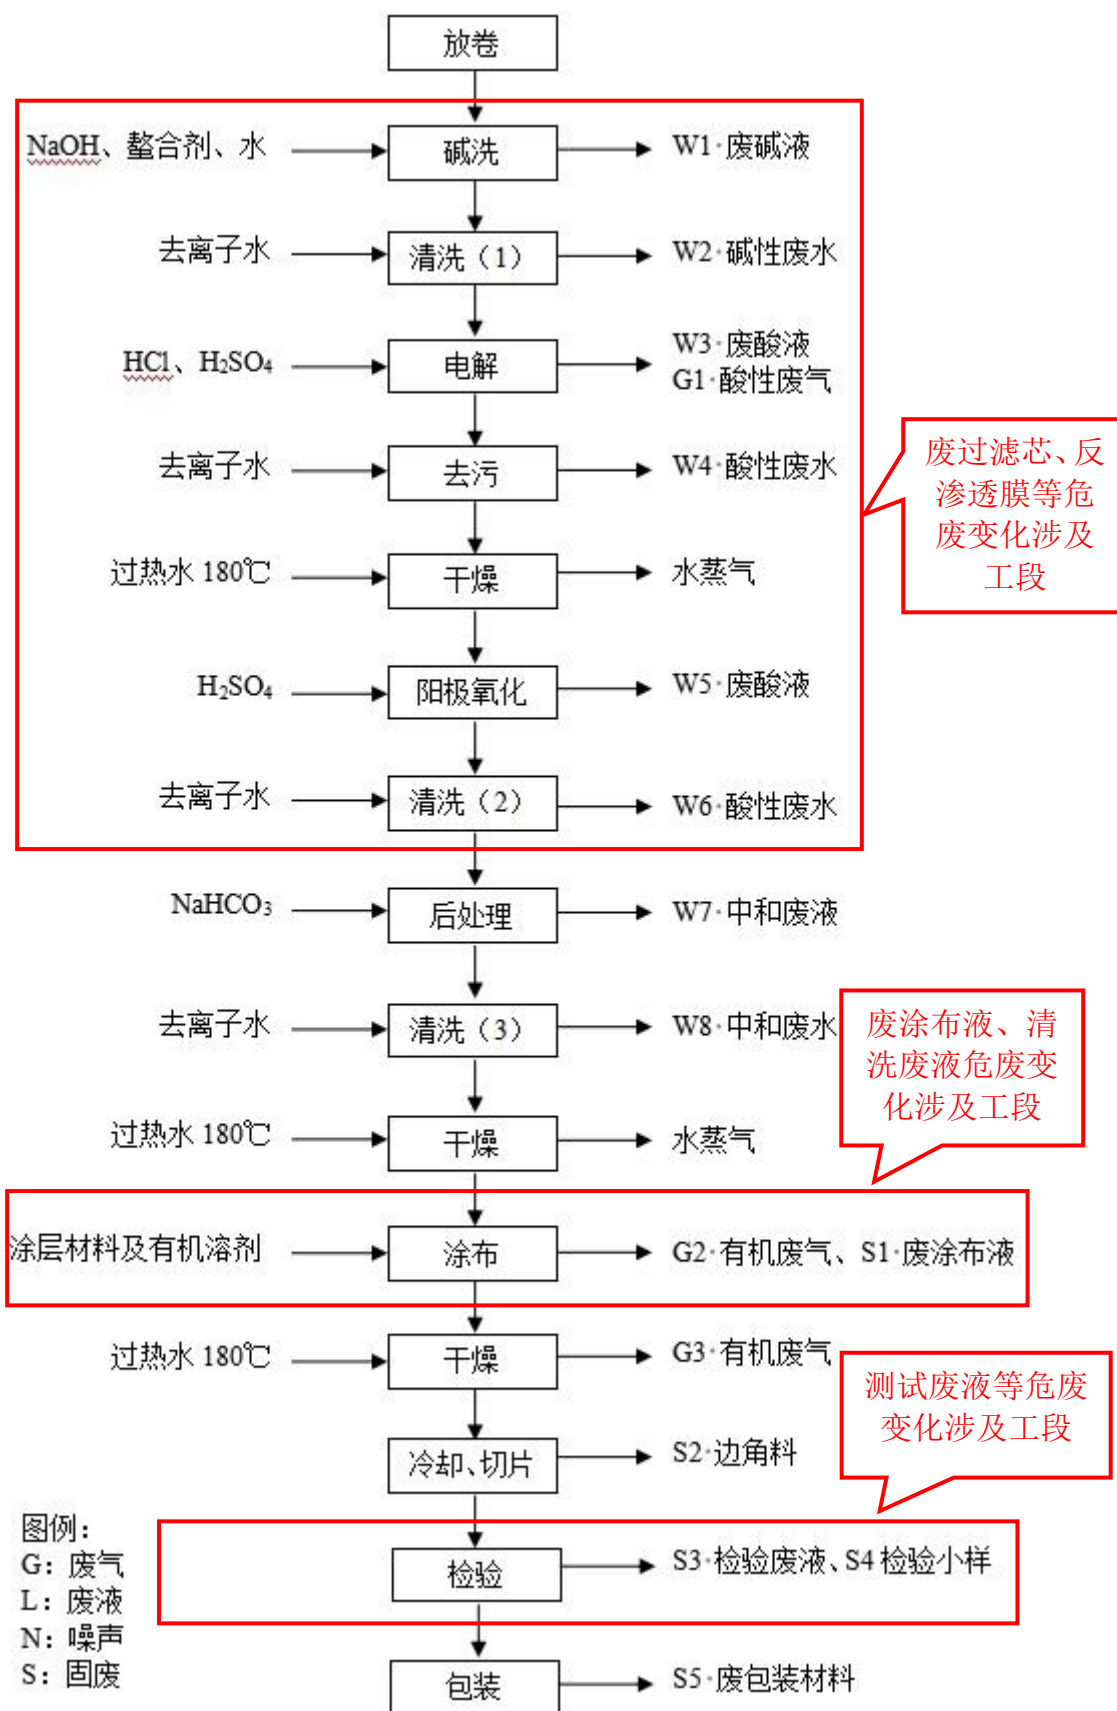 放卷
NaOH、螯合剂、水
碱洗
W1·废碱液
去离子水
清洗（1）
W2·碱性废水
HCl、H₂SO₄
电解
W3·废酸液
G1·酸性废气
去离子水
去污
W4·酸性废水
废过滤芯、反
渗透膜等危
废变化涉及
工段
过热水 180℃
干燥
水蒸气
H₂SO₄
阳极氧化
W5·废酸液
去离子水
清洗（2）
W6·酸性废水
NaHCO₃
后处理
W7·中和废液
去离子水
清洗（3）
W8·中和废水
废涂布液、清
洗废液危废变
化涉及工段
过热水 180℃
干燥
水蒸气
涂层材料及有机溶剂
涂布
G2·有机废气、S1·废涂布液
过热水 180℃
干燥
G3·有机废气
测试废液等危废
变化涉及工段
冷却、切片
S2·边角料
检验
S3·检验废液、S4 检验小样
包装
S5·废包装材料
图例：
G：废气
L：废液
N：噪声
S：固废